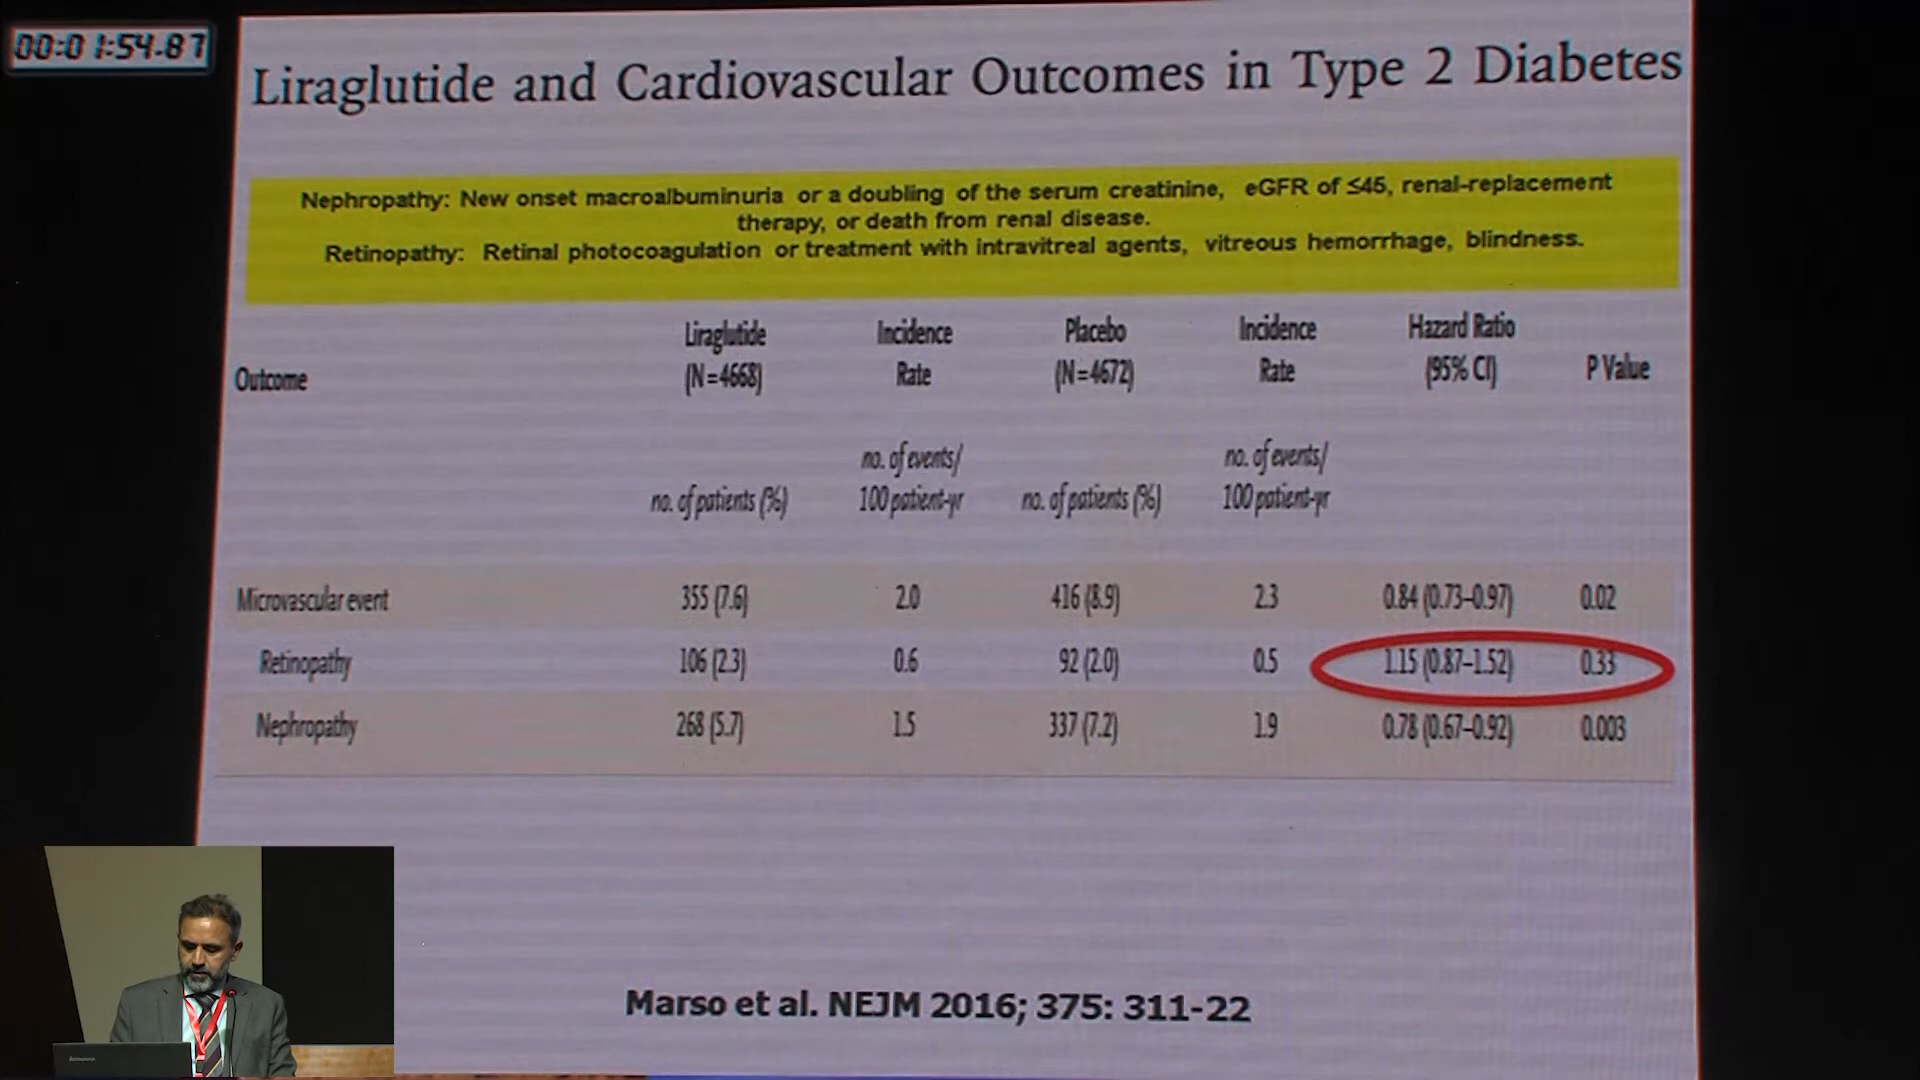 00:01:54.87
Liraglutide and Cardiovascular Outcomes in Type 2 Diabetes
Nephropathy: New onset macroalbuminuria or a doubling of the serum creatinine, eGFR of ≤45, renal-replacement
therapy, or death from renal disease.
Retinopathy: Retinal photocoagulation or treatment with intravitreal agents, vitreous hemorrhage, blindness.
Outcome Liraglutide (N=4668) Incidence Rate Placebo (N=4672) Incidence Rate Hazard Ratio (95% CI) P Value
no. of patients (%) no. of events/ 100 patient-yr no. of patients (%) no. of events/ 100 patient-yr
Microvascular event 355 (7.6) 2.0 416 (8.9) 2.3 0.84 (0.73–0.97) 0.02
Retinopathy 106 (2.3) 0.6 92 (2.0) 0.5 1.15 (0.87–1.52) 0.33
Nephropathy 268 (5.7) 1.5 337 (7.2) 1.9 0.78 (0.67–0.92) 0.003
Marso et al. NEJM 2016; 375: 311-22